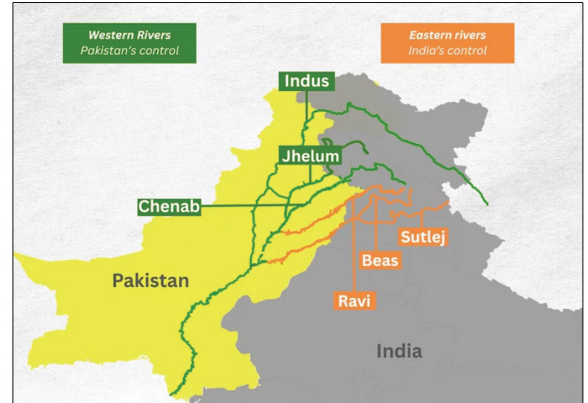 Western Rivers
Pakistan's control
Eastern rivers
India's control
Indus
Jhelum
Chenab
Sutlej
Beas
Pakistan
Ravi
India